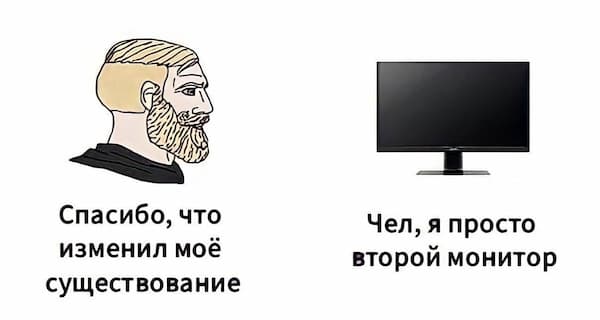 Спасибо, что
изменил моё
существование
Чел, я просто
второй монитор